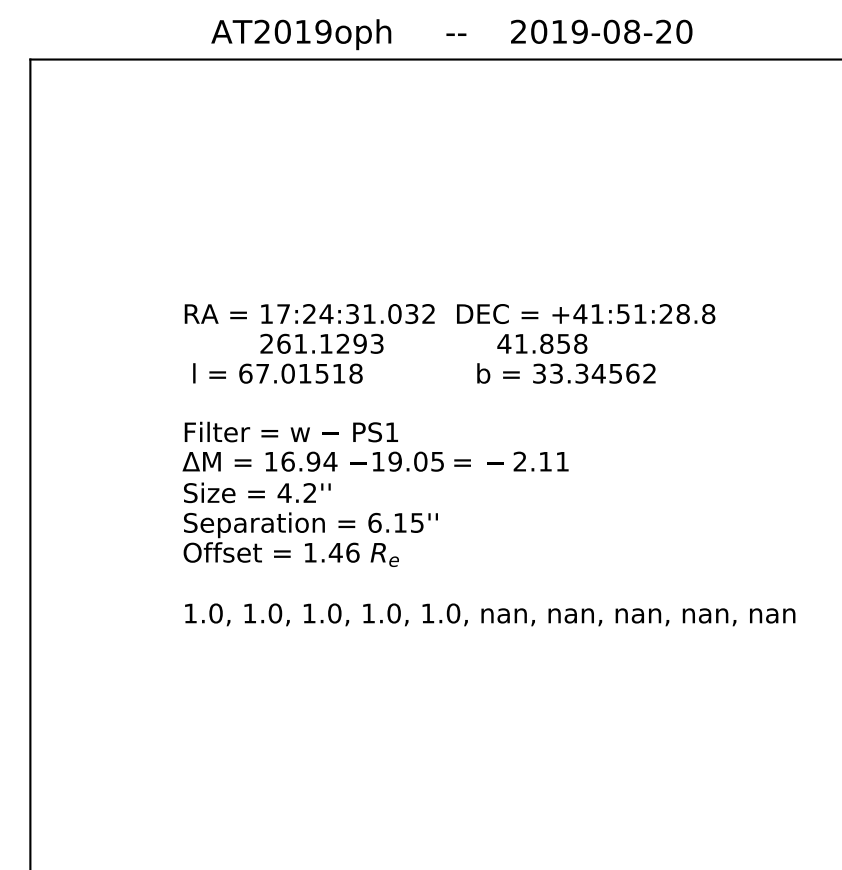 AT2019oph -- 2019-08-20
RA = 17:24:31.032 DEC = +41:51:28.8
261.1293 41.858
l = 67.01518 b = 33.34562
Filter = w − PS1
ΔM = 16.94 −19.05 = − 2.11
Size = 4.2''
Separation = 6.15''
Offset = 1.46 Rₑ
1.0, 1.0, 1.0, 1.0, 1.0, nan, nan, nan, nan, nan